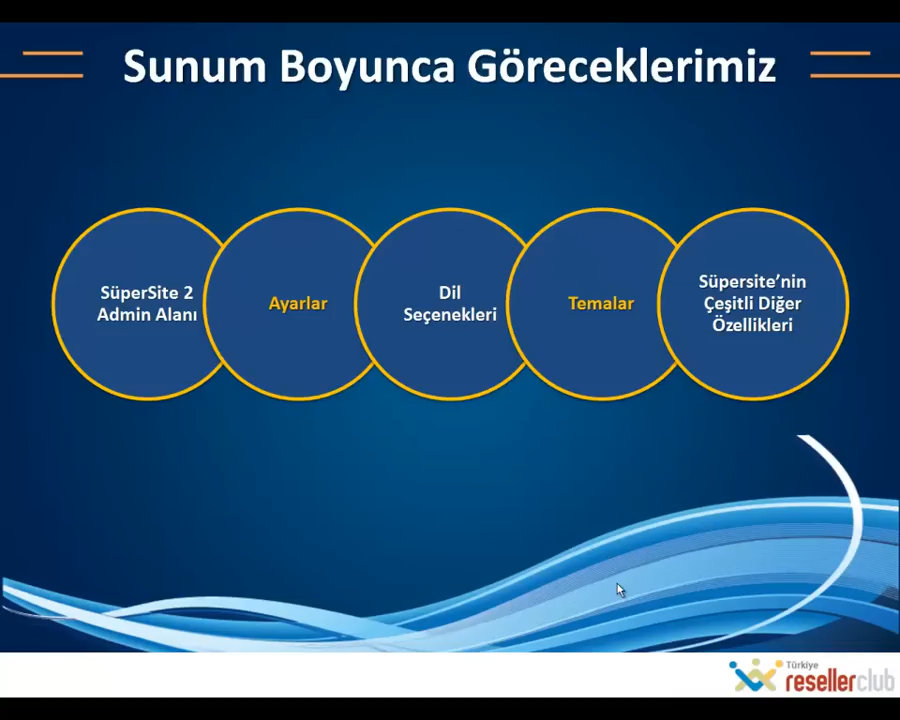 Sunum Boyunca Göreceklerimiz
SüperSite 2
Admin Alanı
Ayarlar
Dil
Seçenekleri
Temalar
Süpersite’nin
Çeşitli Diğer
Özellikleri
Türkiye
resellerclub